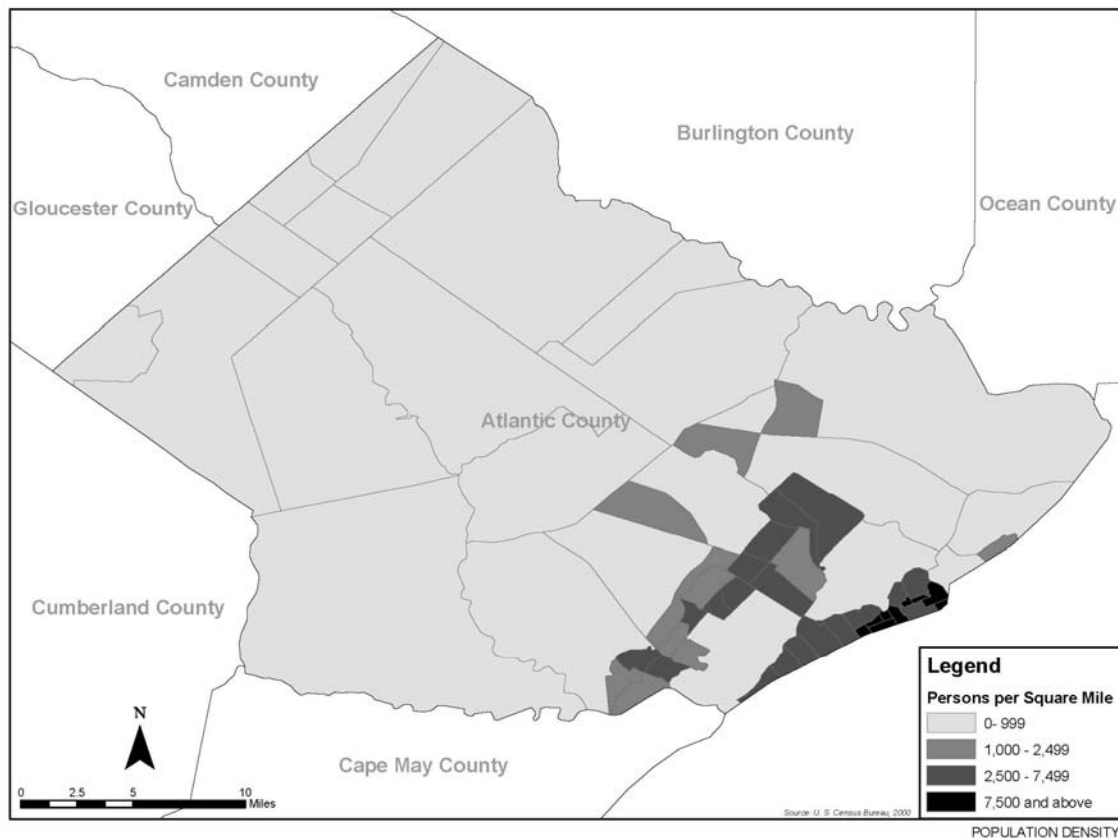 Camden County
Burlington County
Gloucester County
Ocean County
Atlantic County
Cumberland County
Cape May County
N
0 2.5 5 10
Miles
Legend
Persons per Square Mile
0- 999
1,000 - 2,499
2,500 - 7,499
7,500 and above
Source: U. S. Census Bureau, 2000
POPULATION DENSITY